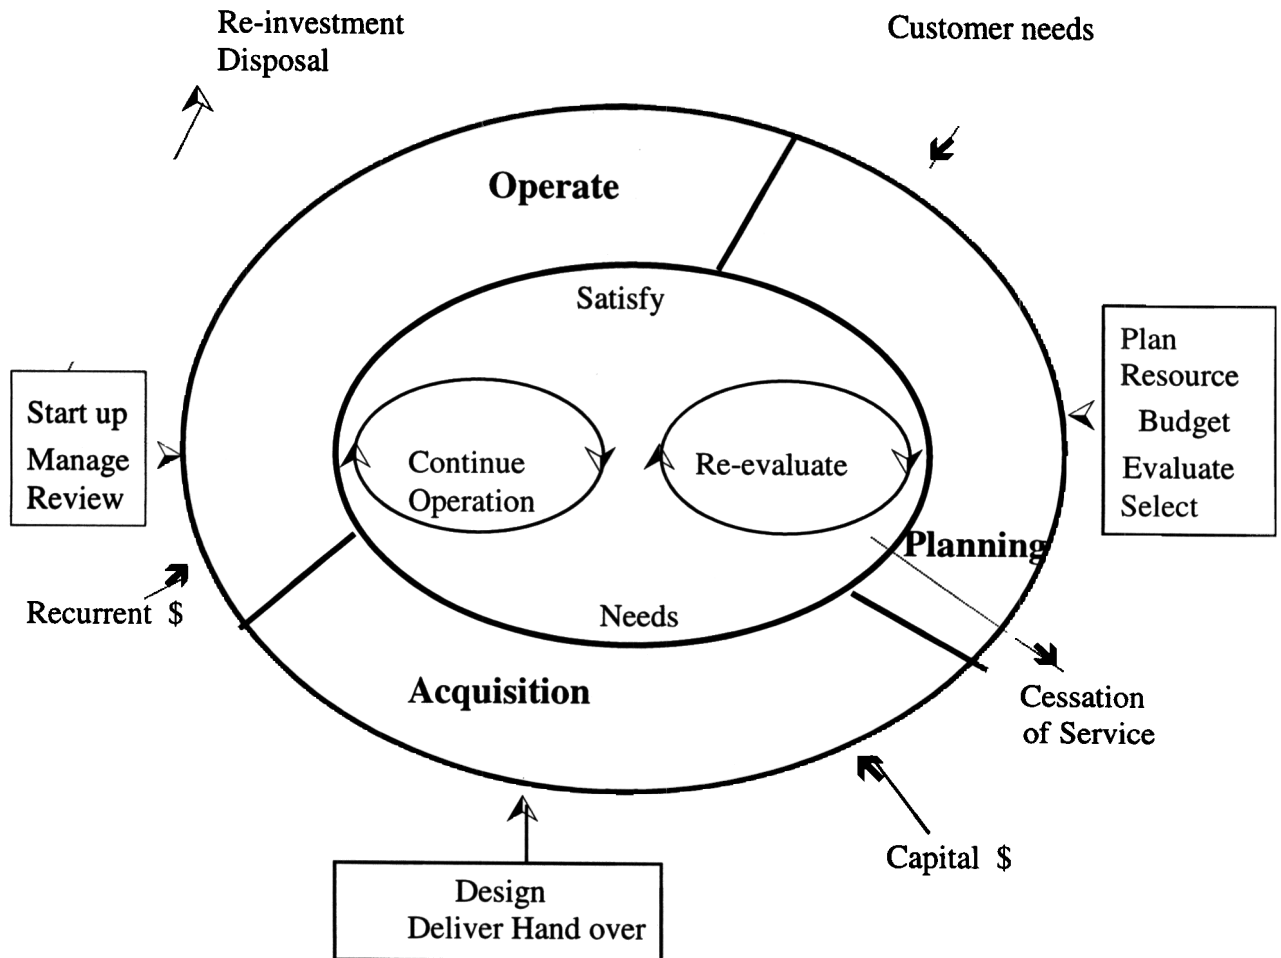 Re-investment
Disposal
Customer needs
Operate
Satisfy
Plan
Resource
Budget
Evaluate
Select
Start up
Manage
Review
Continue
Operation
Re-evaluate
Planning
Recurrent $
Needs
Acquisition
Cessation
of Service
Capital $
Design
Deliver Hand over